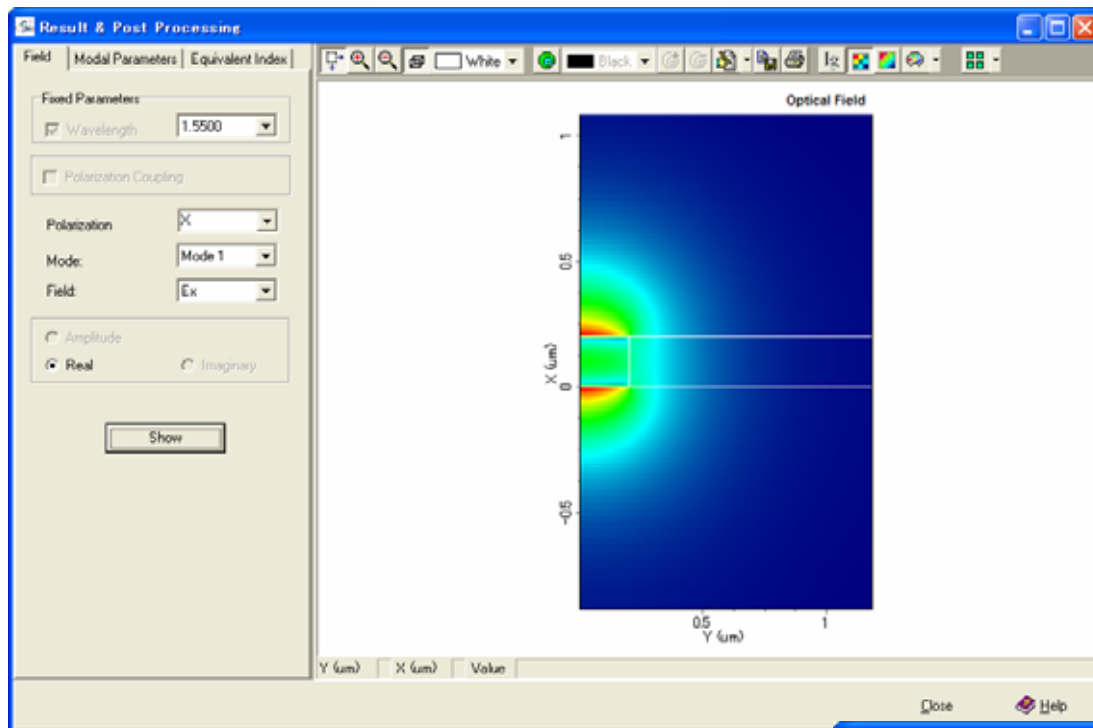 Result & Post Processing
Field Modal Parameters Equivalent Index
White
Black
Fixed Parameters
Wavelength 1.5500
Polarization Coupling
Polarization X
Mode: Mode 1
Field: Ex
Amplitude
Real Imaginary
Show
Optical Field
1
0.5
X (um)
0
-0.5
0.5 1
Y (um)
Y (um) X (um) Value
Close Help